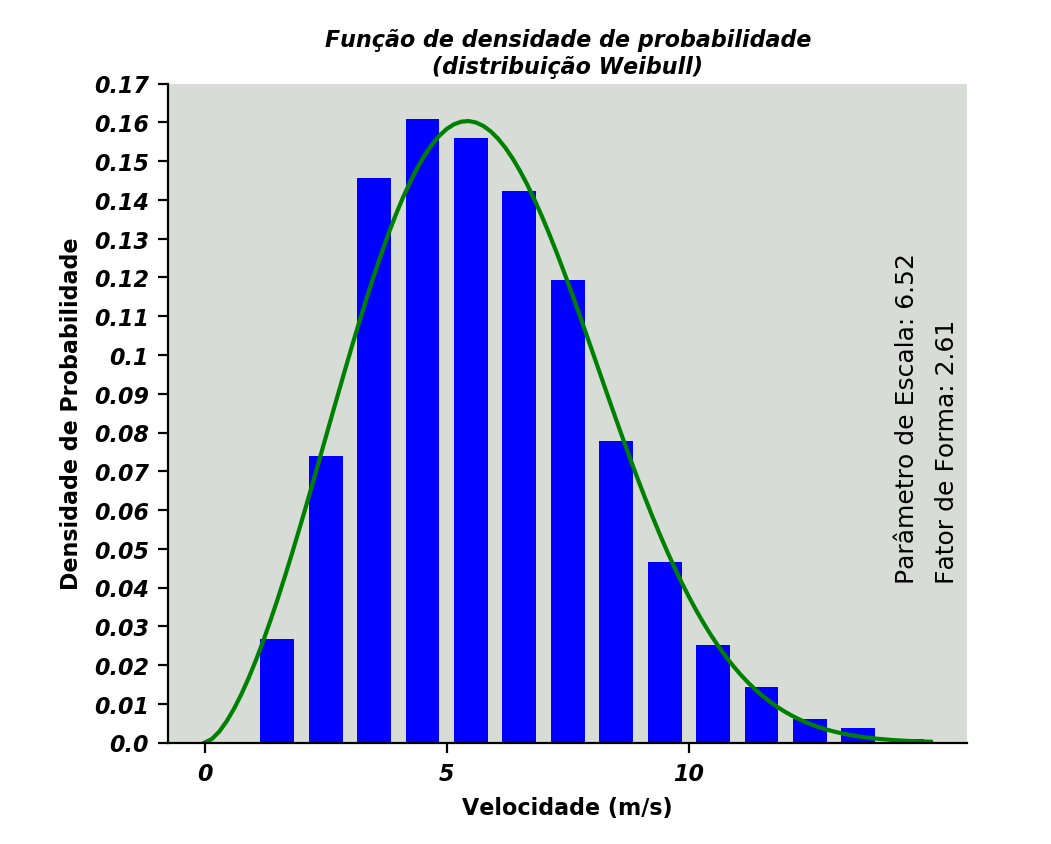 Função de densidade de probabilidade
(distribuição Weibull)
0.17
0.16
0.15
0.14
0.13
0.12
0.11
0.1
0.09
0.08
0.07
0.06
0.05
0.04
0.03
0.02
0.01
0.0
Densidade de Probabilidade
Parâmetro de Escala: 6.52
Fator de Forma: 2.61
0 5 10
Velocidade (m/s)